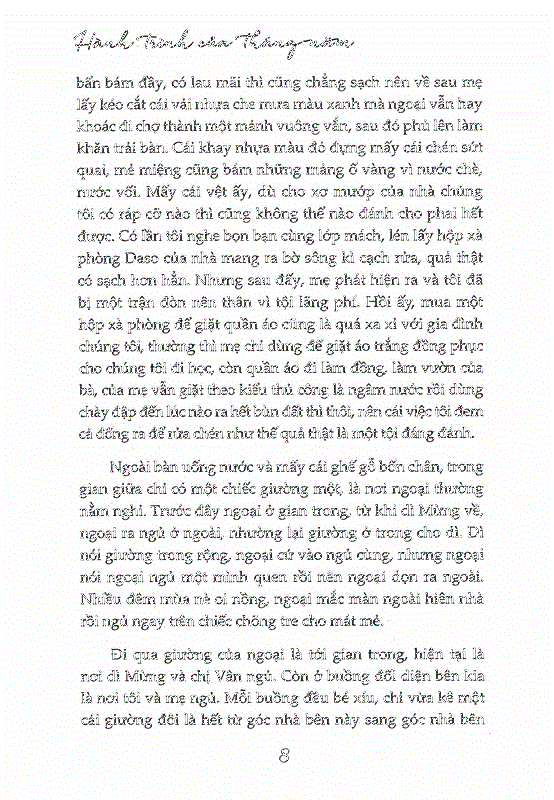 Hành Trình của Tháng năm
bẩn bám đầy, có lau mãi thì cũng chẳng sạch nên về sau mẹ
lấy kéo cắt cái vải nhựa che mưa màu xanh mà ngoại vẫn hay
khoác đi chợ thành một mảnh vuông vắn, sau đó phủ lên làm
khăn trải bàn. Cái khay nhựa màu đỏ đựng mấy cái chén sứt
quai, mẻ miệng cũng bám những mảng ố vàng vì nước chè,
nước vối. Mấy cái vệt ấy, dù cho xơ mướp của nhà chúng
tôi có ráp cỡ nào thì cũng không thể nào đánh cho phai hết
được. Có lần tôi nghe bọn bạn cùng lớp mách, lén lấy hộp xà
phòng Daso của nhà mang ra bờ sông kì cạch rửa, quả thật
có sạch hơn hẳn. Nhưng sau đấy, mẹ phát hiện ra và tôi đã
bị một trận đòn nên thân vì tội lãng phí. Hồi ấy, mua một
hộp xà phòng để giặt quần áo cũng là quá xa xỉ với gia đình
chúng tôi, thường thì mẹ chỉ dùng để giặt áo trắng đồng phục
cho chúng tôi đi học, còn quần áo đi làm đồng, làm vườn của
bà, của mẹ vẫn giặt theo kiểu thủ công là ngâm nước rồi dùng
chày đập đến lúc nào ra hết bùn đất thì thôi, nên cái việc tôi đem
cả đống ra để rửa chén như thế quả thật là một tội đáng đánh.
Ngoài bàn uống nước và mấy cái ghế gỗ bốn chân, trong
gian giữa chỉ có một chiếc giường một, là nơi ngoại thường
nằm nghỉ. Trước đây ngoại ở gian trong, từ khi dì Mừng về,
ngoại ra ngủ ở ngoài, nhường lại giường ở trong cho dì. Dì
nói giường trong rộng, ngoại cứ vào ngủ cùng, nhưng ngoại
nói ngoại ngủ một mình quen rồi nên ngoại dọn ra ngoài.
Nhiều đêm mùa hè oi nồng, ngoại mắc màn ngoài hiên nhà
rồi ngủ ngay trên chiếc chõng tre cho mát mẻ.
Đi qua giường của ngoại là tới gian trong, hiện tại là
nơi dì Mừng và chị Vân ngủ. Còn ở buồng đối diện bên kia
là nơi tôi và mẹ ngủ. Mỗi buồng đều bé xíu, chỉ vừa kê một
cái giường đôi là hết từ góc nhà bên này sang góc nhà bên
8